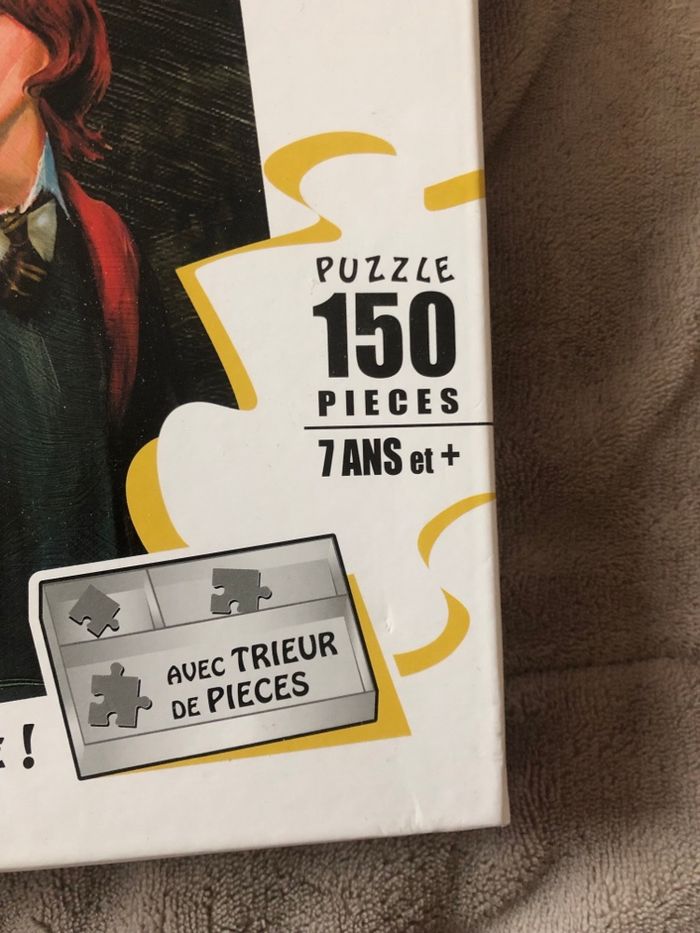 PUZZLE
150
PIECES
7 ANS et +
AVEC TRIEUR
DE PIECES
!